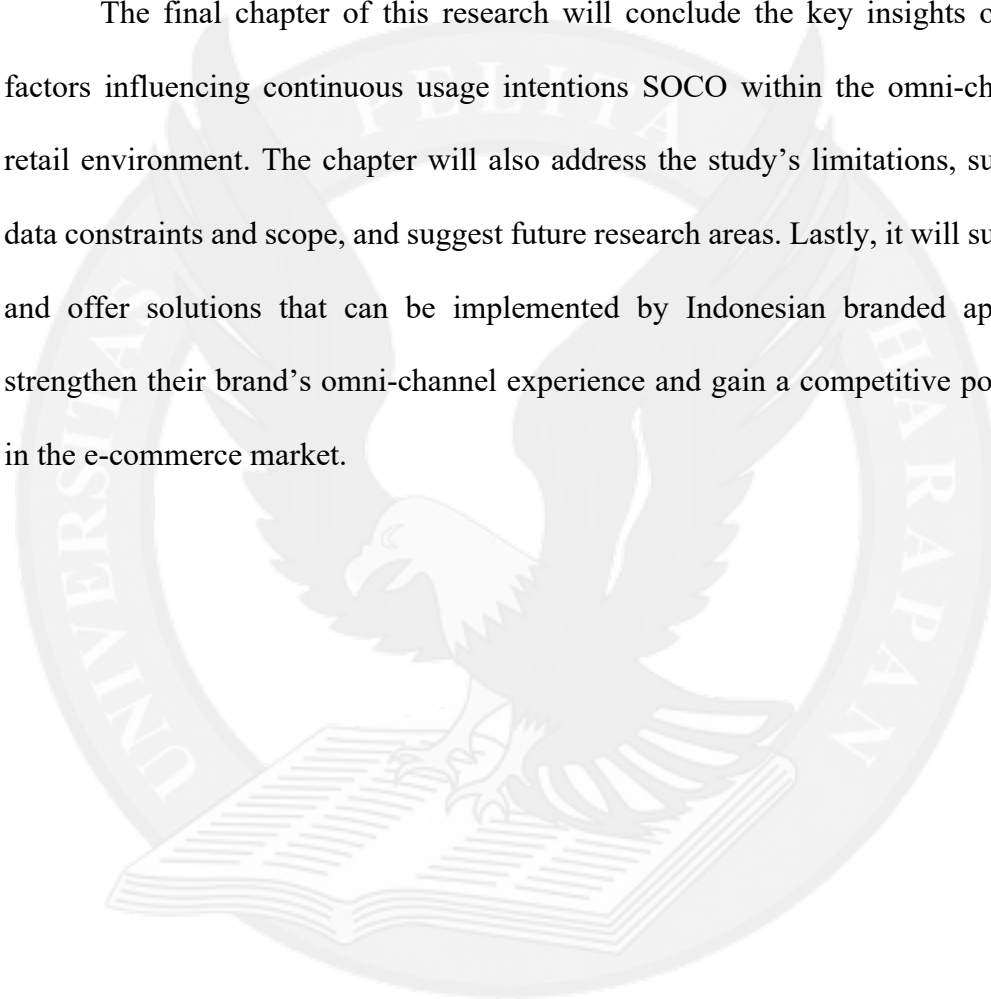 The final chapter of this research will conclude the key insights
factors influencing continuous usage intentions SOCO within the
retail environment. The chapter will also address the study’s limitations,
data constraints and scope, and suggest future research areas. Lastly, it will
and offer solutions that can be implemented by Indonesian branded
strengthen their brand’s omni-channel experience and gain a competitive
in the e-commerce market.
UNIVERSITAS PELITA HARAPAN